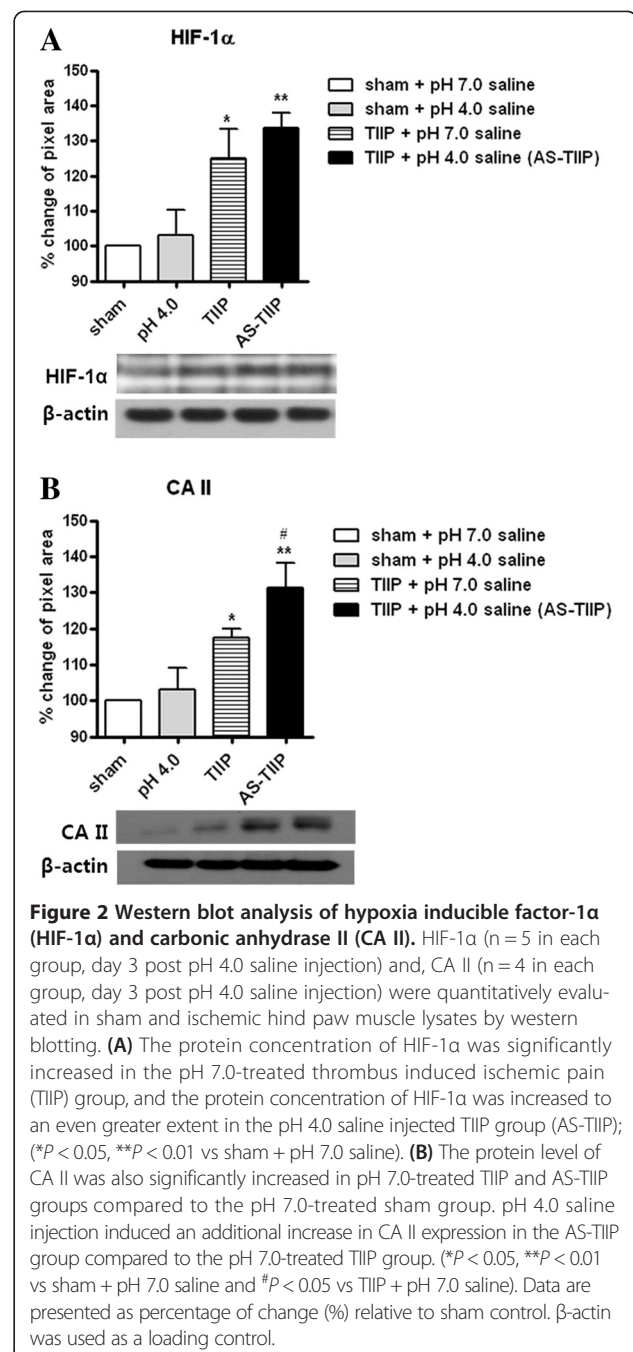 A
HIF-1α
150
140
130
120
110
100
90
% change of pixel area
*
**
sham
pH 4.0
TIIP
AS-TIIP
sham + pH 7.0 saline
sham + pH 4.0 saline
TIIP + pH 7.0 saline
TIIP + pH 4.0 saline (AS-TIIP)
HIF-1α
β-actin
B
CA II
150
140
130
120
110
100
90
% change of pixel area
*
#
**
sham
pH 4.0
TIIP
AS-TIIP
sham + pH 7.0 saline
sham + pH 4.0 saline
TIIP + pH 7.0 saline
TIIP + pH 4.0 saline (AS-TIIP)
CA II
β-actin
Figure 2 Western blot analysis of hypoxia inducible factor-1α
(HIF-1α) and carbonic anhydrase II (CA II). HIF-1α (n = 5 in each
group, day 3 post pH 4.0 saline injection) and, CA II (n = 4 in each
group, day 3 post pH 4.0 saline injection) were quantitatively evalu-
ated in sham and ischemic hind paw muscle lysates by western
blotting. (A) The protein concentration of HIF-1α was significantly
increased in the pH 7.0-treated thrombus induced ischemic pain
(TIIP) group, and the protein concentration of HIF-1α was increased to
an even greater extent in the pH 4.0 saline injected TIIP group (AS-TIIP);
(*P < 0.05, **P < 0.01 vs sham + pH 7.0 saline). (B) The protein level of
CA II was also significantly increased in pH 7.0-treated TIIP and AS-TIIP
groups compared to the pH 7.0-treated sham group. pH 4.0 saline
injection induced an additional increase in CA II expression in the AS-TIIP
group compared to the pH 7.0-treated TIIP group. (*P < 0.05, **P < 0.01
vs sham + pH 7.0 saline and #P < 0.05 vs TIIP + pH 7.0 saline). Data are
presented as percentage of change (%) relative to sham control. β-actin
was used as a loading control.